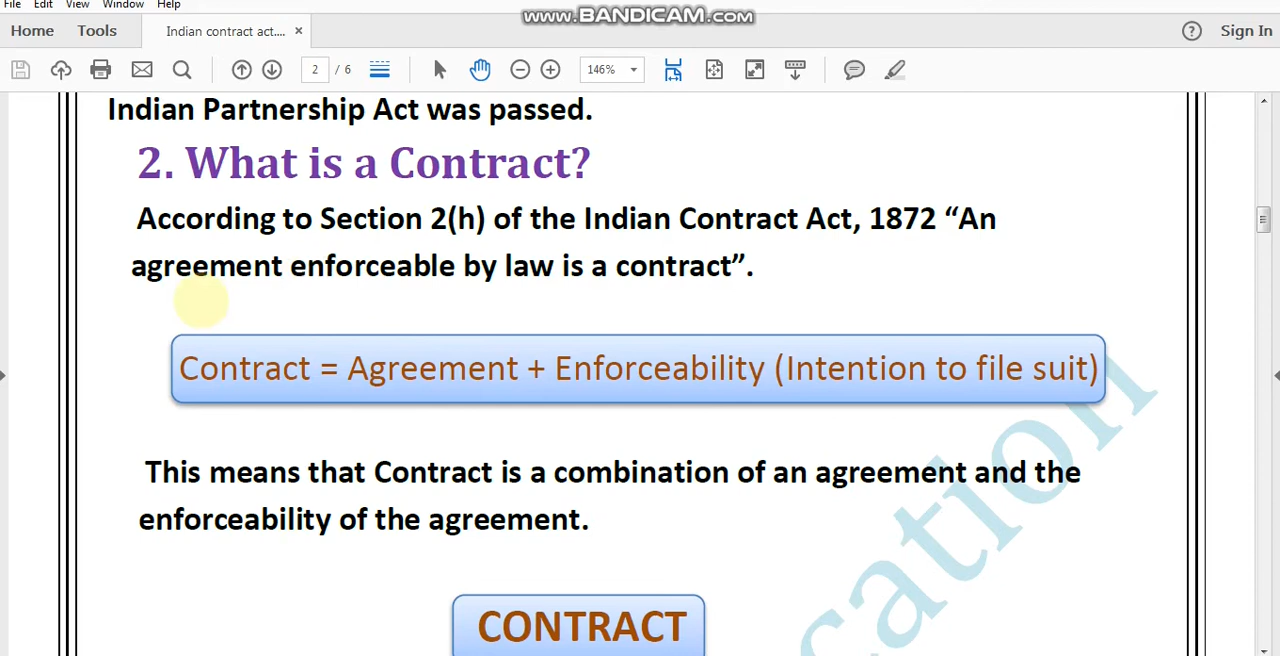 File Edit View Window Help
www.BANDICAM.com
Home Tools Indian contract act.... × ? Sign In
2 / 6 146%
Indian Partnership Act was passed.
2. What is a Contract?
According to Section 2(h) of the Indian Contract Act, 1872 “An
agreement enforceable by law is a contract”.
Contract = Agreement + Enforceability (Intention to file suit)
This means that Contract is a combination of an agreement and the
enforceability of the agreement.
CONTRACT